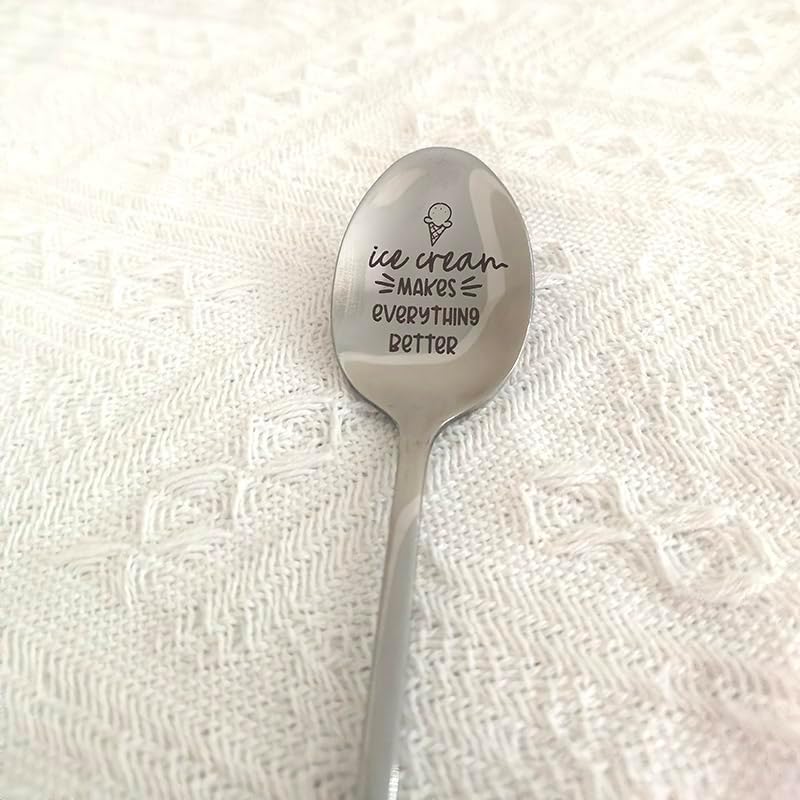 ice cream
MAKES
EVERYTHING
BETTER